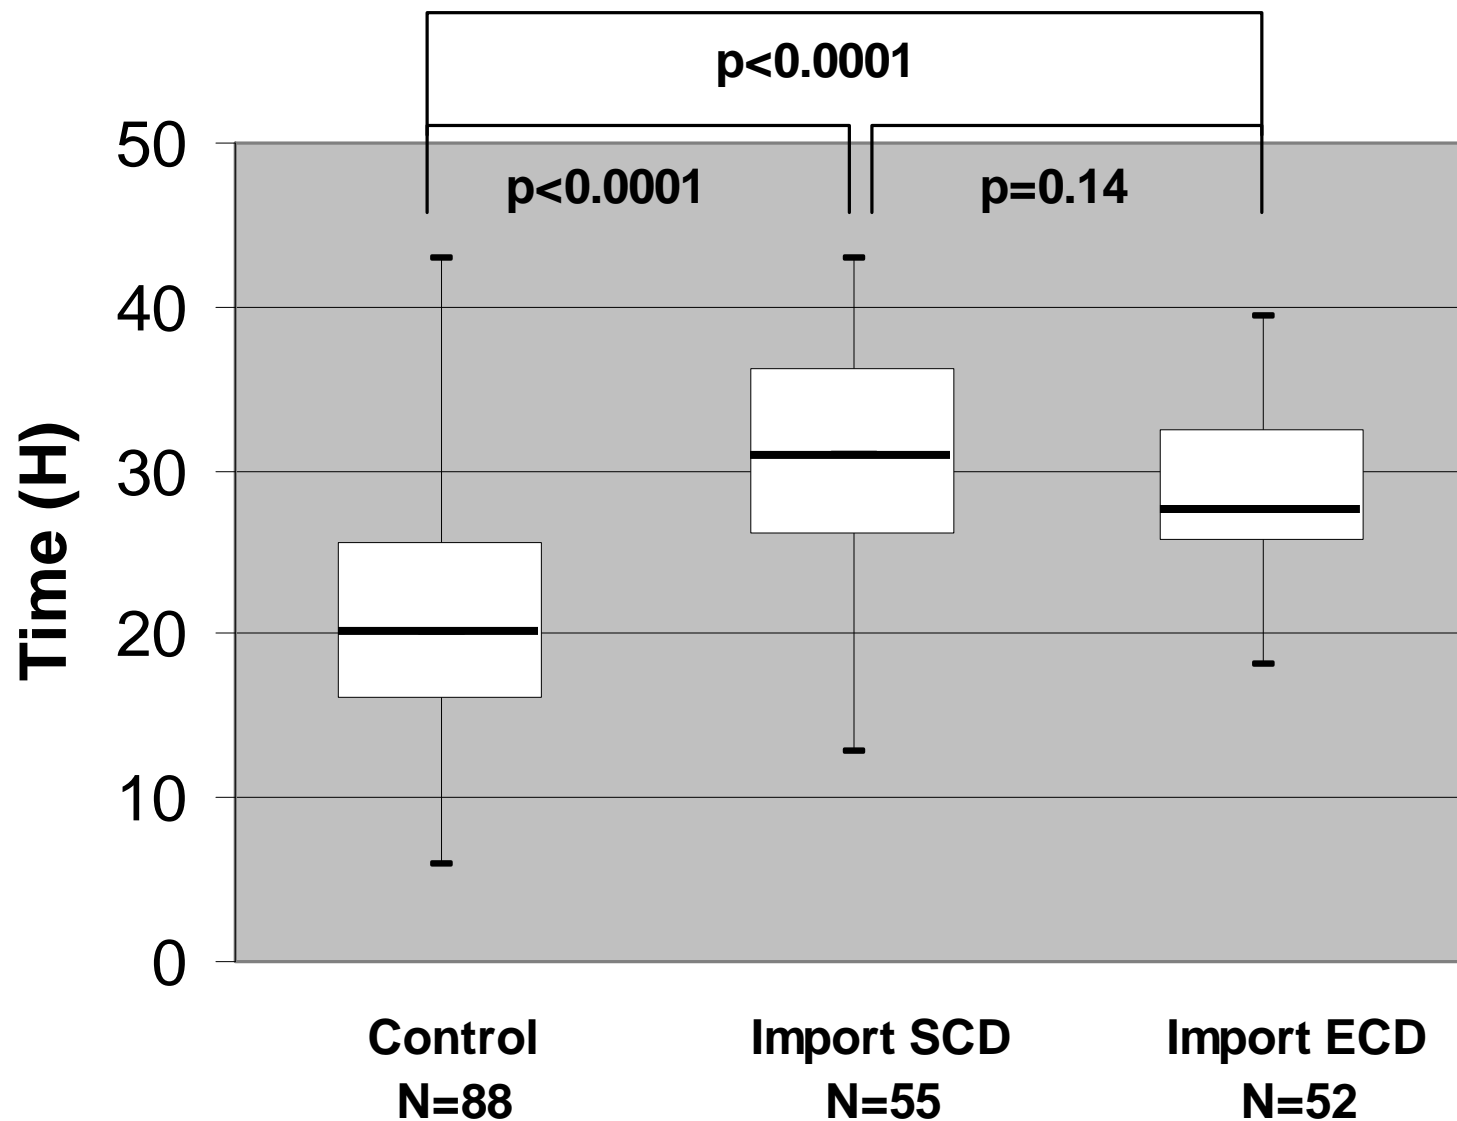 p<0.0001
p<0.0001 p=0.14
50
40
30
20
10
0
Time (H)
Control Import SCD Import ECD
N=88 N=55 N=52